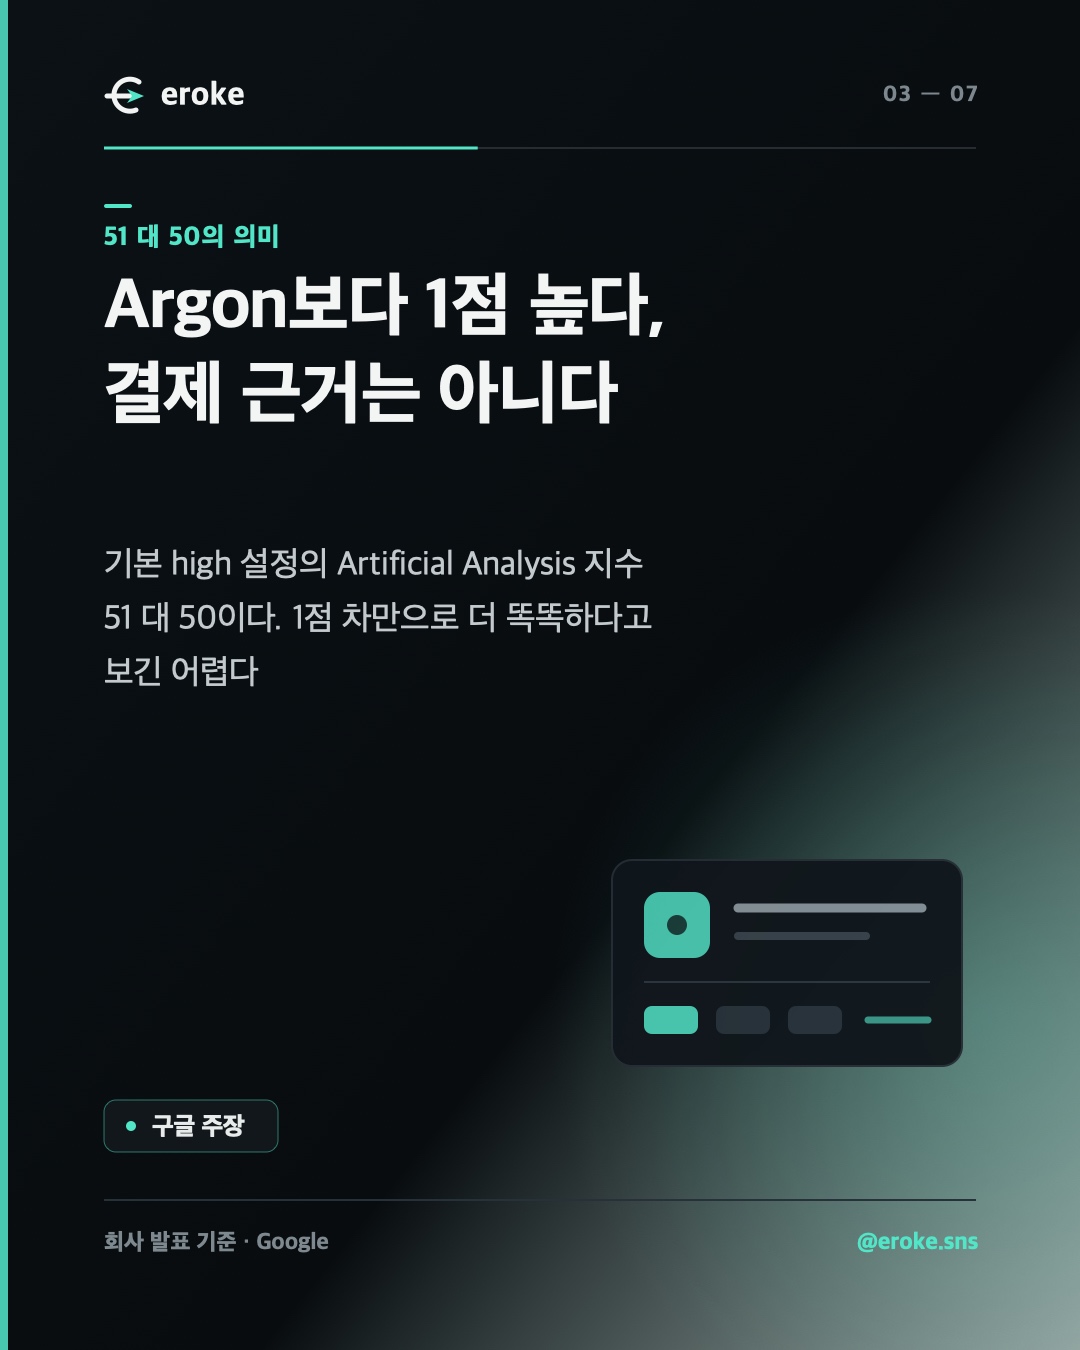 eroke
03 — 07
51 대 50의 의미
Argon보다 1점 높다,
결제 근거는 아니다
기본 high 설정의 Artificial Analysis 지수
51 대 50이다. 1점 차만으로 더 똑똑하다고
보긴 어렵다
구글 주장
회사 발표 기준 · Google
@eroke.sns